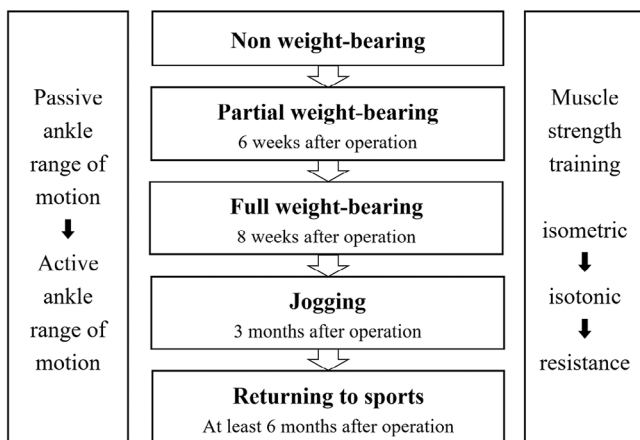 Passive
ankle
range of
motion
Active
ankle
range of
motion
Non weight-bearing
Partial weight-bearing
6 weeks after operation
Full weight-bearing
8 weeks after operation
Jogging
3 months after operation
Returning to sports
At least 6 months after operation
Muscle
strength
training
isometric
isotonic
resistance